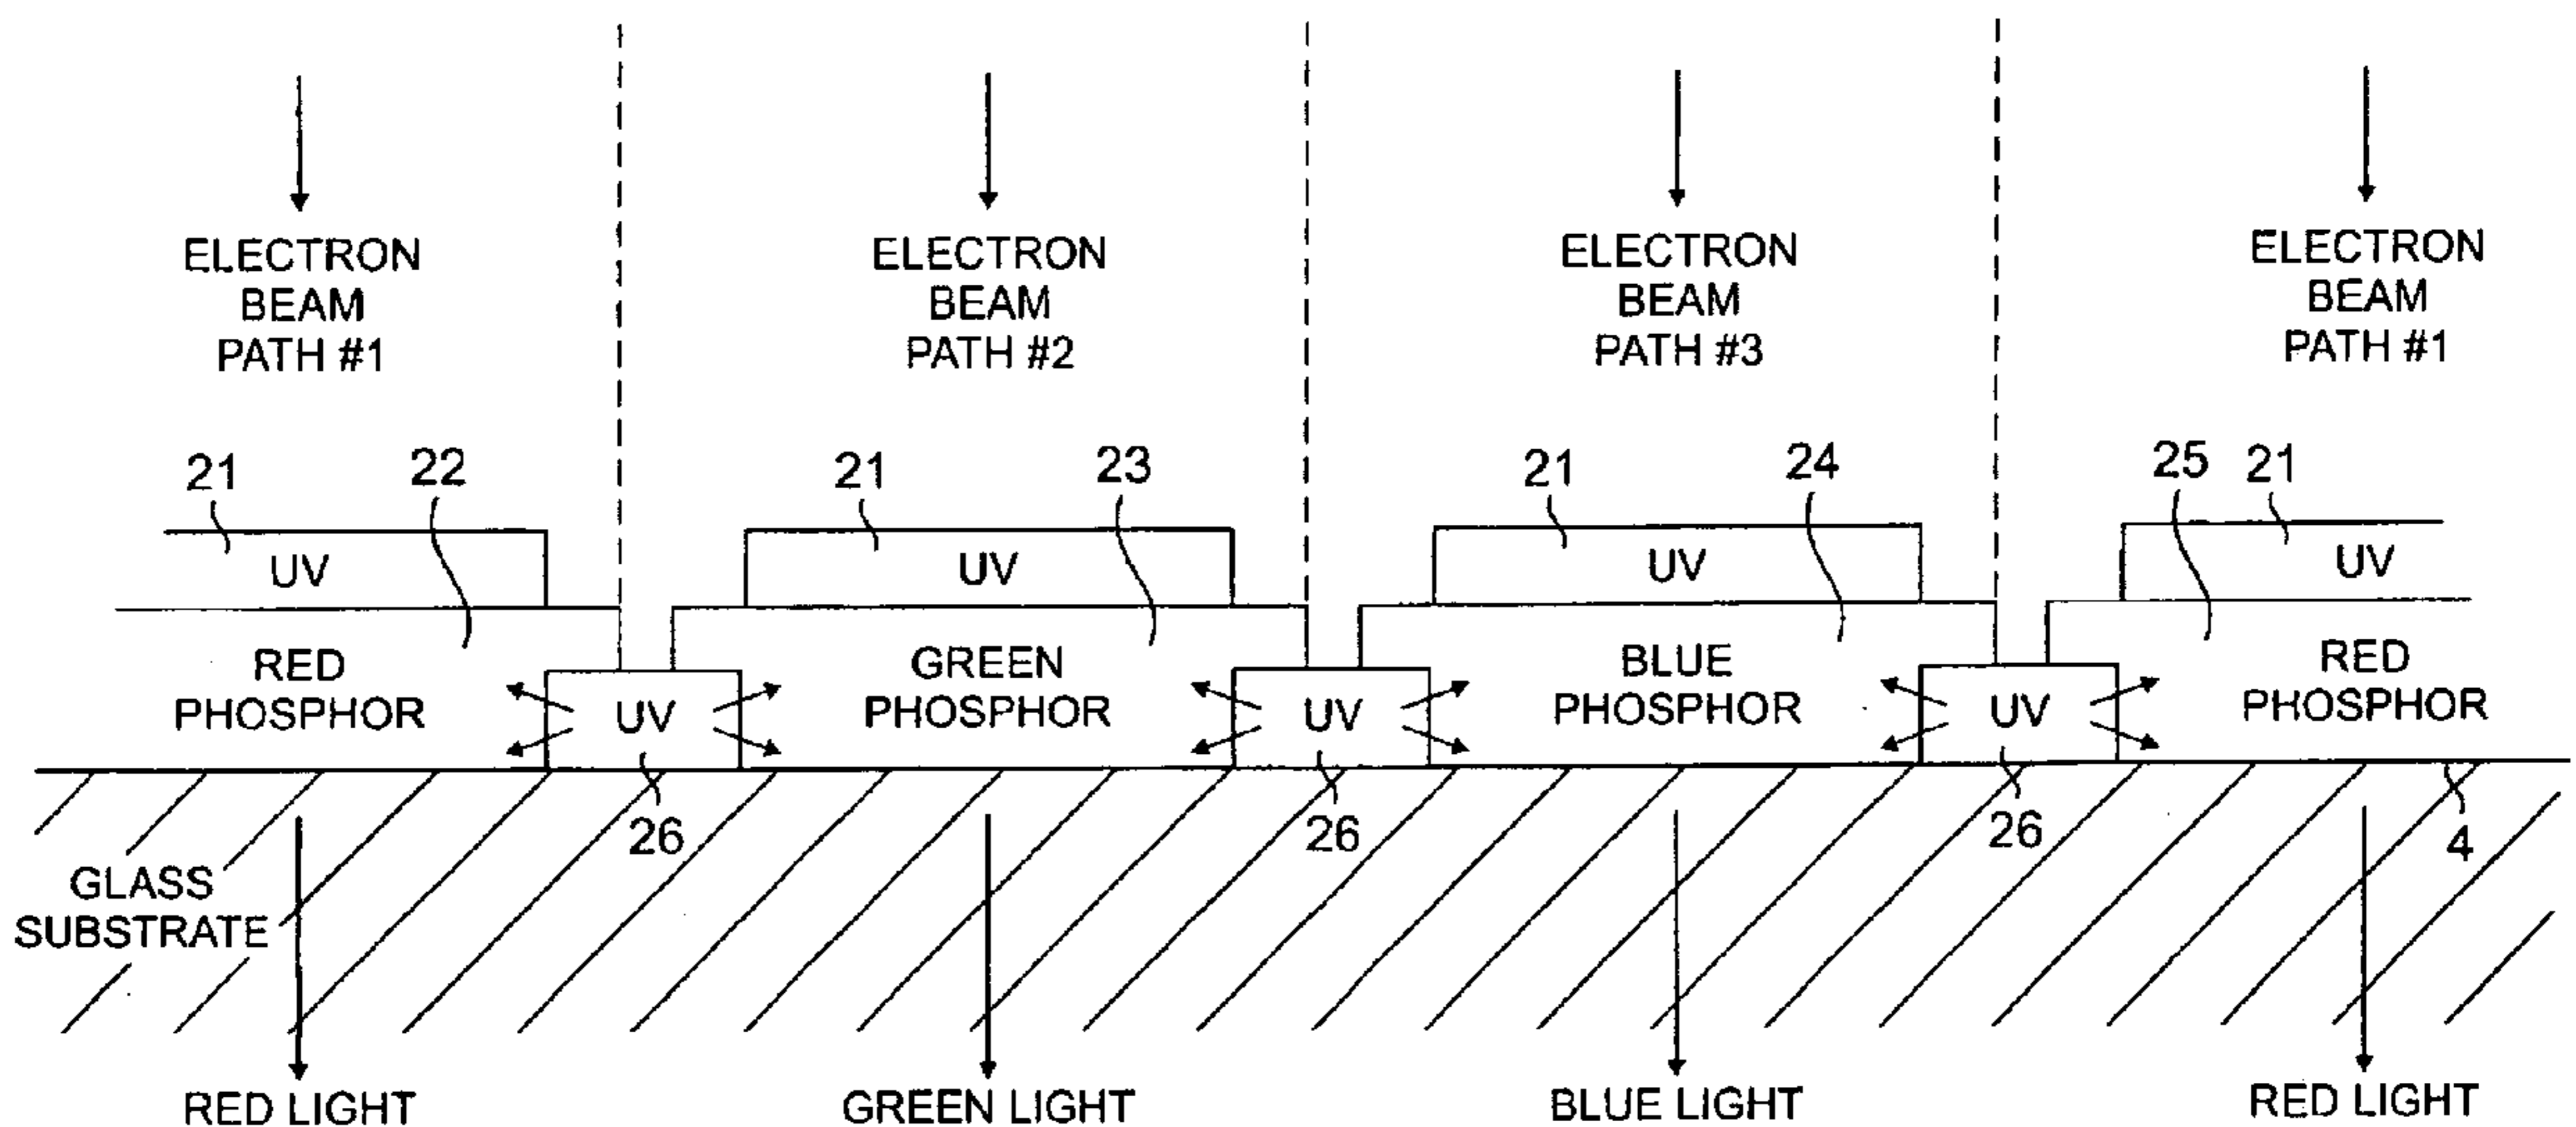 ELECTRON
BEAM
PATH #1
ELECTRON
BEAM
PATH #2
ELECTRON
BEAM
PATH #3
ELECTRON
BEAM
PATH #1
21
22
21
23
21
24
25
21
UV
UV
UV
UV
RED
PHOSPHOR
UV
GREEN
PHOSPHOR
UV
BLUE
PHOSPHOR
UV
RED
PHOSPHOR
26
26
26
4
GLASS
SUBSTRATE
RED LIGHT
GREEN LIGHT
BLUE LIGHT
RED LIGHT